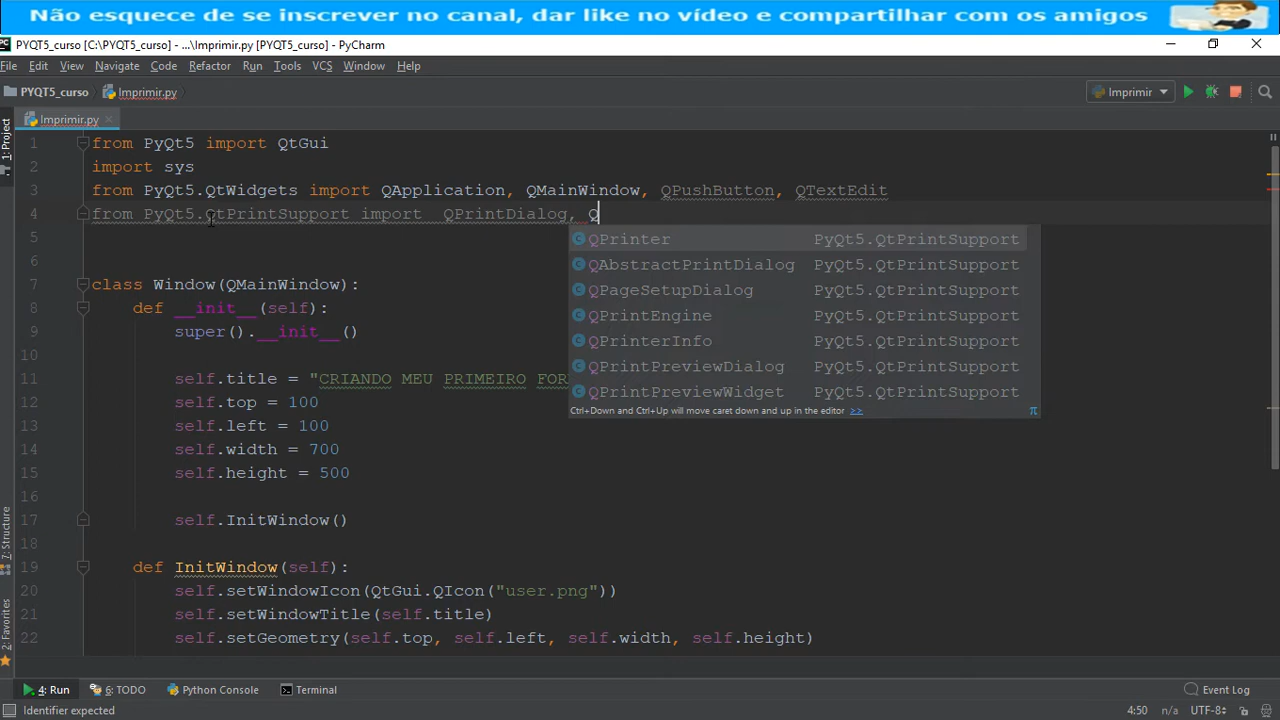 Não esquece de se inscrever no canal, dar like no vídeo e compartilhar com os amigos
PYQT5_curso [C:\PYQT5_curso] - ...\Imprimir.py [PYQT5_curso] - PyCharm
File Edit View Navigate Code Refactor Run Tools VCS Window Help
PYQT5_curso Imprimir.py Imprimir
Imprimir.py
1: Project
1 from PyQt5 import QtGui
2 import sys
3 from PyQt5.QtWidgets import QApplication, QMainWindow, QPushButton, QTextEdit
4 from PyQt5.QtPrintSupport import  QPrintDialog, Q
5 QPrinter PyQt5.QtPrintSupport
6 QAbstractPrintDialog PyQt5.QtPrintSupport
7 class Window(QMainWindow): QPageSetupDialog PyQt5.QtPrintSupport
8 def __init__(self): QPrintEngine PyQt5.QtPrintSupport
9 super().__init__() QPrinterInfo PyQt5.QtPrintSupport
10 QPrintPreviewDialog PyQt5.QtPrintSupport
11 self.title = "CRIANDO MEU PRIMEIRO FOR QPrintPreviewWidget PyQt5.QtPrintSupport
12 self.top = 100 Ctrl+Down and Ctrl+Up will move caret down and up in the editor >> π
13 self.left = 100
14 self.width = 700
15 self.height = 500
16
17 self.InitWindow()
18
19 def InitWindow(self):
20 self.setWindowIcon(QtGui.QIcon("user.png"))
21 self.setWindowTitle(self.title)
22 self.setGeometry(self.top, self.left, self.width, self.height)
7: Structure
2: Favorites
4: Run 6: TODO Python Console Terminal Event Log
Identifier expected 4:50 n/a UTF-8